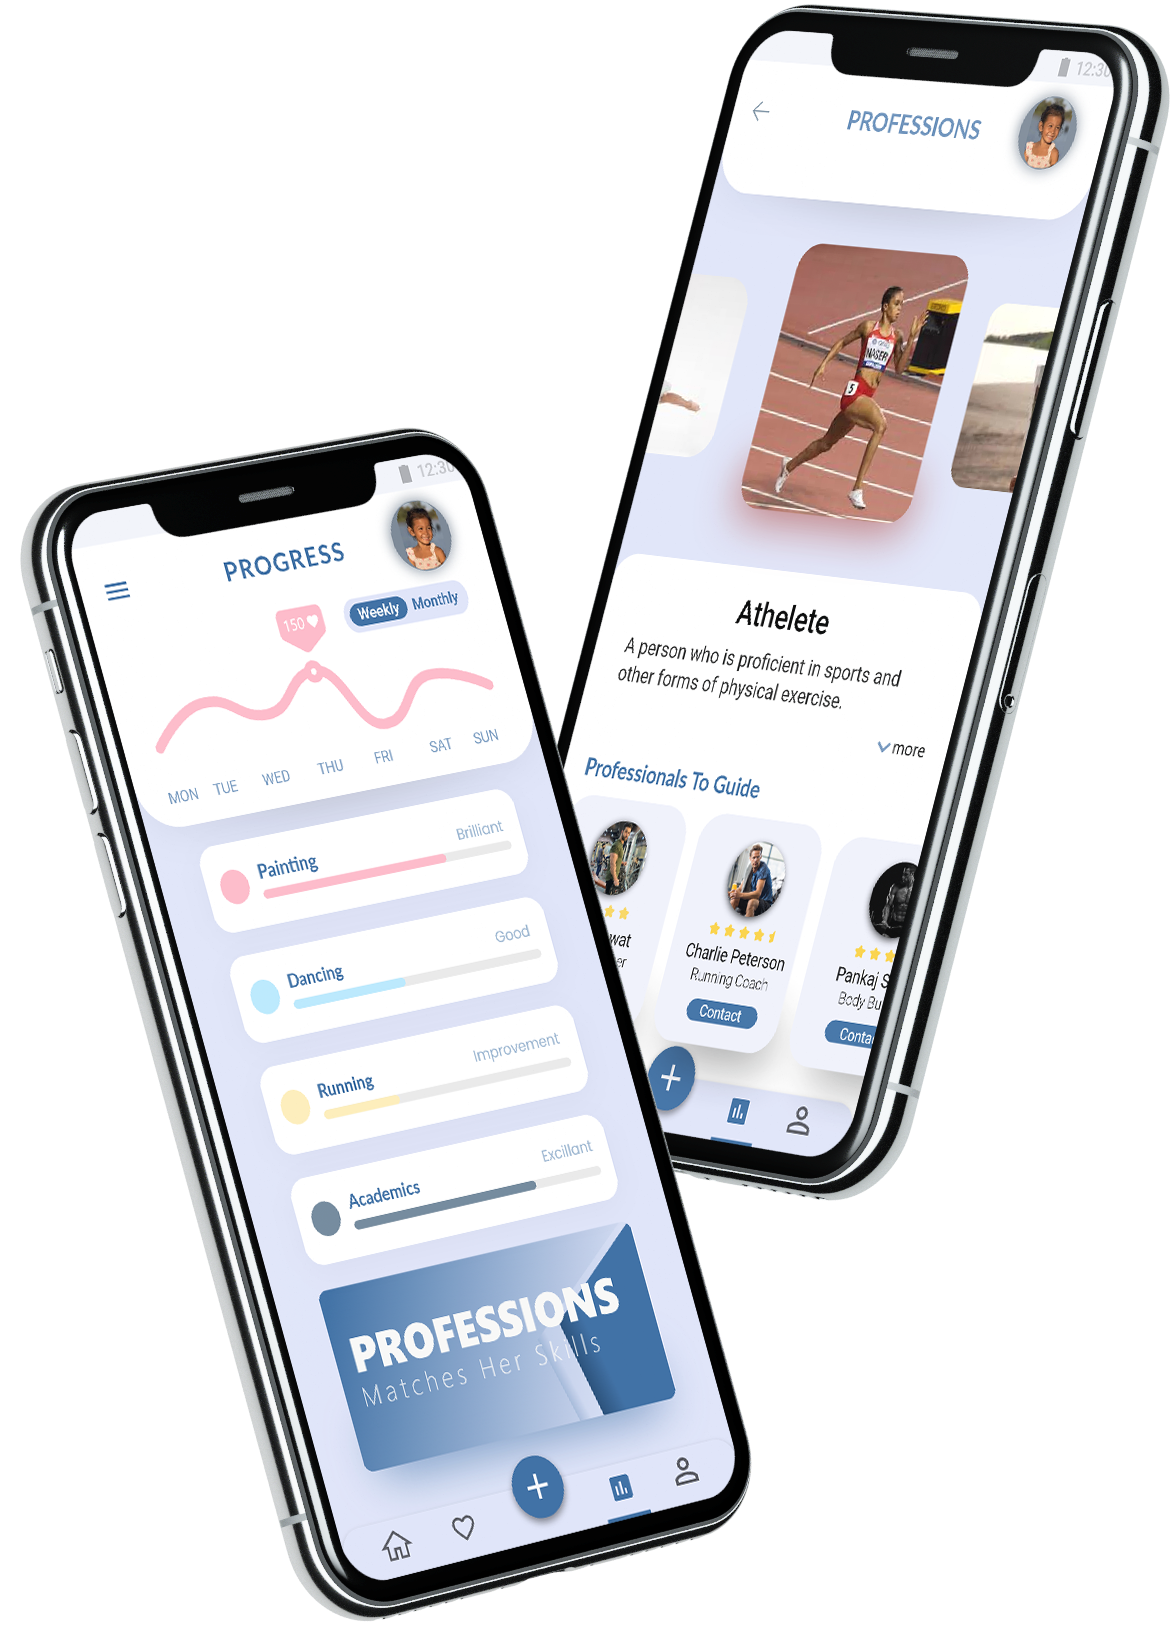 12:30
PROGRESS
Weekly Monthly
150
MON TUE WED THU FRI SAT SUN
Painting Brilliant
Dancing Good
Running Improvement
Academics Excillant
PROFESSIONS
Matches Her Skills
12:30
PROFESSIONS
NASER
5
Athelete
A person who is proficient in sports and
other forms of physical exercise.
more
Professionals To Guide
wat
er
Charlie Peterson
Running Coach
Contact
Pankaj S
Body Bu
Conta